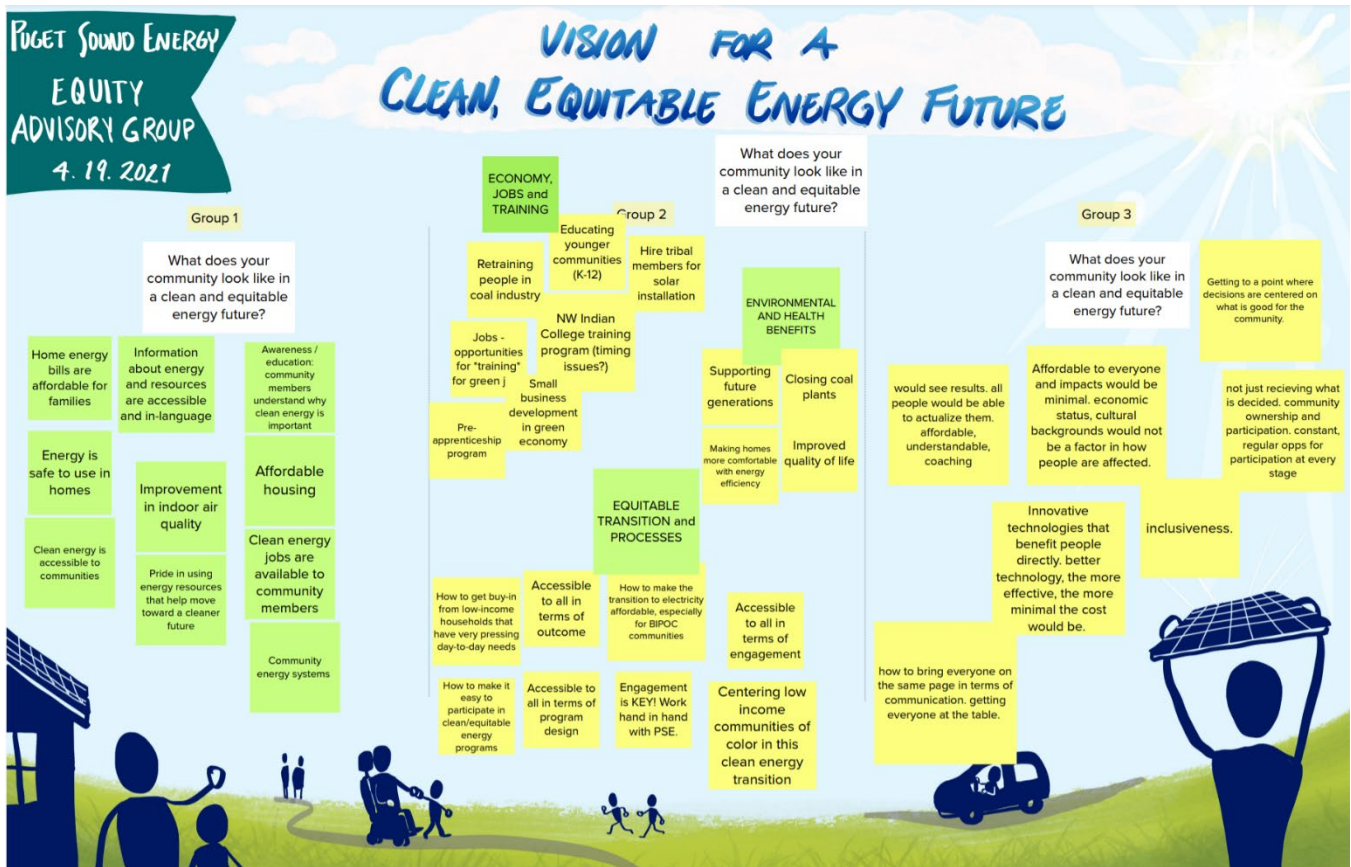 PUGET SOUND ENERGY
EQUITY
ADVISORY GROUP
4.19.2021
VISION FOR A
CLEAN, EQUITABLE ENERGY FUTURE
Group 1
What does your
community look like in
a clean and equitable
energy future?
Home energy
bills are
affordable for
families
Information
about energy
and resources
are accessible
and in-language
Awareness /
education:
community
members
understand why
clean energy is
important
Energy is
safe to use in
homes
Improvement
in indoor air
quality
Affordable
housing
Clean energy is
accessible to
communities
Pride in using
energy resources
that help move
toward a cleaner
future
Clean energy
jobs are
available to
community
members
Community
energy systems
Group 2
What does your
community look like in
a clean and equitable
energy future?
ECONOMY,
JOBS and
TRAINING
Educating
younger
communities
(K-12)
Retraining
people in
coal industry
Hire tribal
members for
solar
installation
Jobs -
opportunities
for *training*
for green j
NW Indian
College training
program (timing
issues?)
Pre-
apprenticeship
program
Small
business
development
in green
economy
ENVIRONMENTAL
AND HEALTH
BENEFITS
Supporting
future
generations
Closing coal
plants
Making homes
more comfortable
with energy
efficiency
Improved
quality of life
EQUITABLE
TRANSITION and
PROCESSES
How to get buy-in
from low-income
households that
have very pressing
day-to-day needs
Accessible
to all in
terms of
outcome
How to make the
transition to electricity
affordable, especially
for BIPOC
communities
Accessible
to all in
terms of
engagement
How to make it
easy to
participate in
clean/equitable
energy programs
Accessible to
all in terms of
program
design
Engagement
is KEY! Work
hand in hand
with PSE.
Centering low
income
communities of
color in this
clean energy
transition
Group 3
What does your
community look like in
a clean and equitable
energy future?
Getting to a point where
decisions are centered on
what is good for the
community.
would see results. all
people would be able
to actualize them.
affordable,
understandable,
coaching
Affordable to everyone
and impacts would be
minimal. economic
status, cultural
backgrounds would not
be a factor in how
people are affected.
not just recieving what
is decided. community
ownership and
participation. constant,
regular opps for
participation at every
stage
Innovative
technologies that
benefit people
directly. better
technology, the more
effective, the more
minimal the cost
would be.
inclusiveness.
how to bring everyone on
the same page in terms of
communication. getting
everyone at the table.